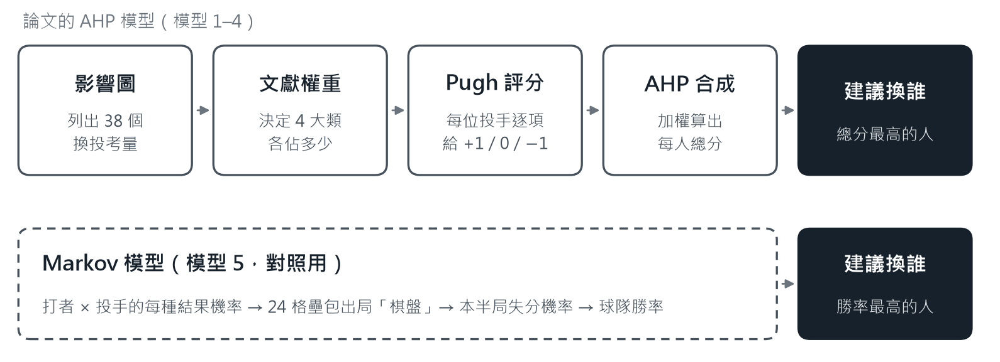 論文的 AHP 模型（模型 1–4）
影響圖
列出 38 個
換投考量
文獻權重
決定 4 大類
各佔多少
Pugh 評分
每位投手逐項
給 +1 / 0 / −1
AHP 合成
加權算出
每人總分
建議換誰
總分最高的人
Markov 模型（模型 5．對照用）
打者 × 投手的每種結果機率 → 24 格壘包出局「棋盤」→ 本半局失分機率 → 球隊勝率
建議換誰
勝率最高的人